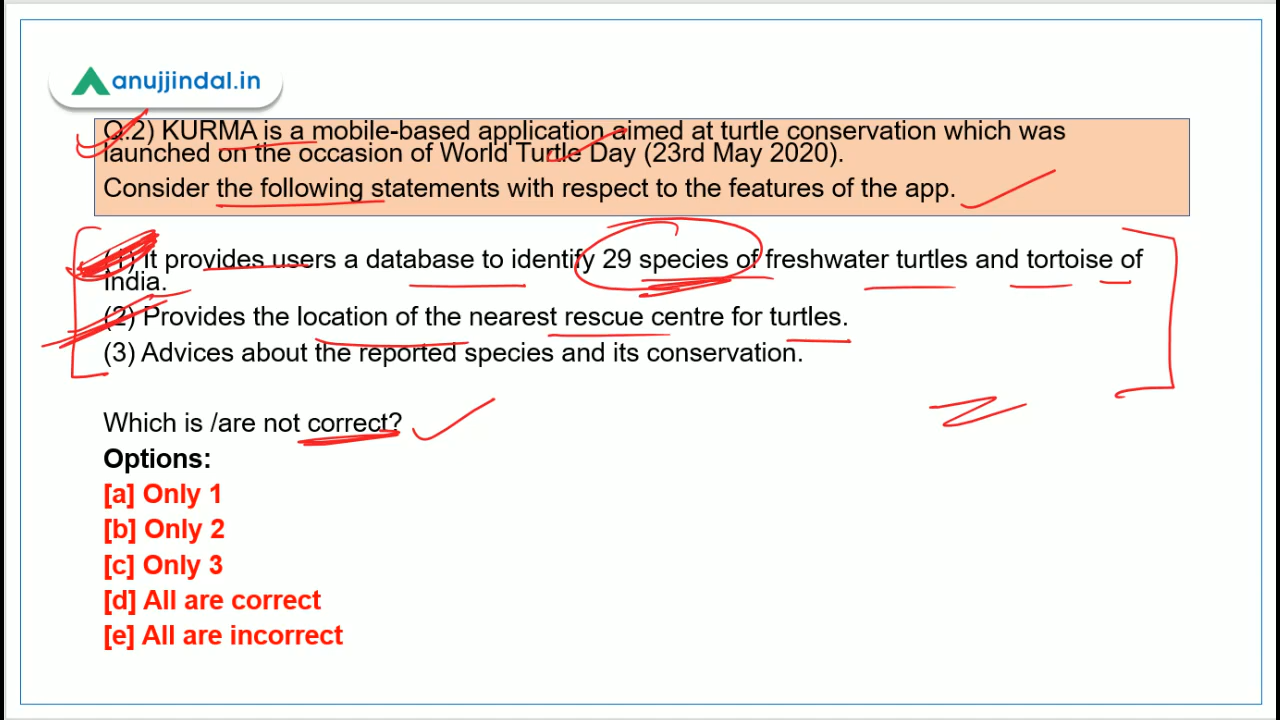 anujjindal.in
Q.2) KURMA is a mobile-based application aimed at turtle conservation which was
launched on the occasion of World Turtle Day (23rd May 2020).
Consider the following statements with respect to the features of the app.
(1) It provides users a database to identify 29 species of freshwater turtles and tortoise of
India.
(2) Provides the location of the nearest rescue centre for turtles.
(3) Advices about the reported species and its conservation.
Which is /are not correct?
Options:
[a] Only 1
[b] Only 2
[c] Only 3
[d] All are correct
[e] All are incorrect